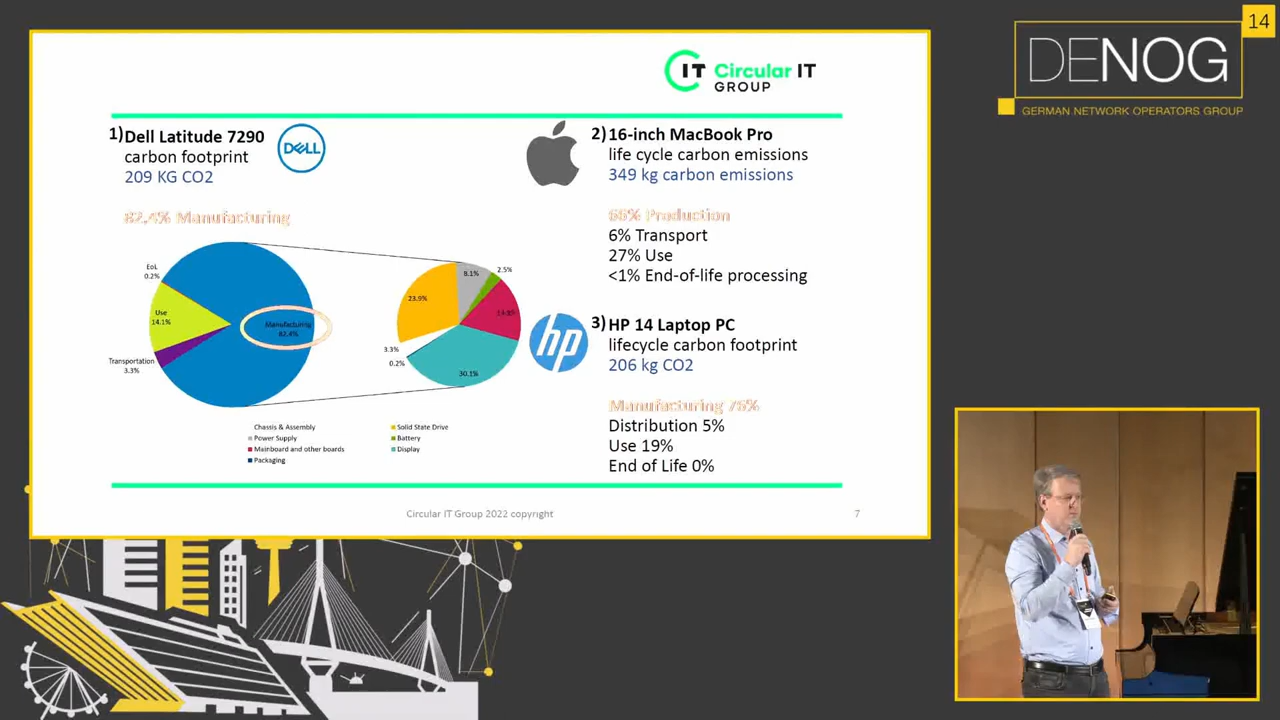 14
DENOG
GERMAN NETWORK OPERATORS GROUP
IT Circular IT
GROUP
1) Dell Latitude 7290
carbon footprint
209 KG CO2
DELL
82.4% Manufacturing
EoL
0.2%
Use
14.1%
Transportation
3.3%
Manufacturing
82.4%
8.1%
2.5%
23.9%
3.3%
0.2%
30.1%
Chassis & Assembly
Solid State Drive
Power Supply
Battery
Mainboard and other boards
Display
Packaging
2) 16-inch MacBook Pro
life cycle carbon emissions
349 kg carbon emissions
66% Production
6% Transport
27% Use
<1% End-of-life processing
hp
3) HP 14 Laptop PC
lifecycle carbon footprint
206 kg CO2
Manufacturing 76%
Distribution 5%
Use 19%
End of Life 0%
Circular IT Group 2022 copyright
7